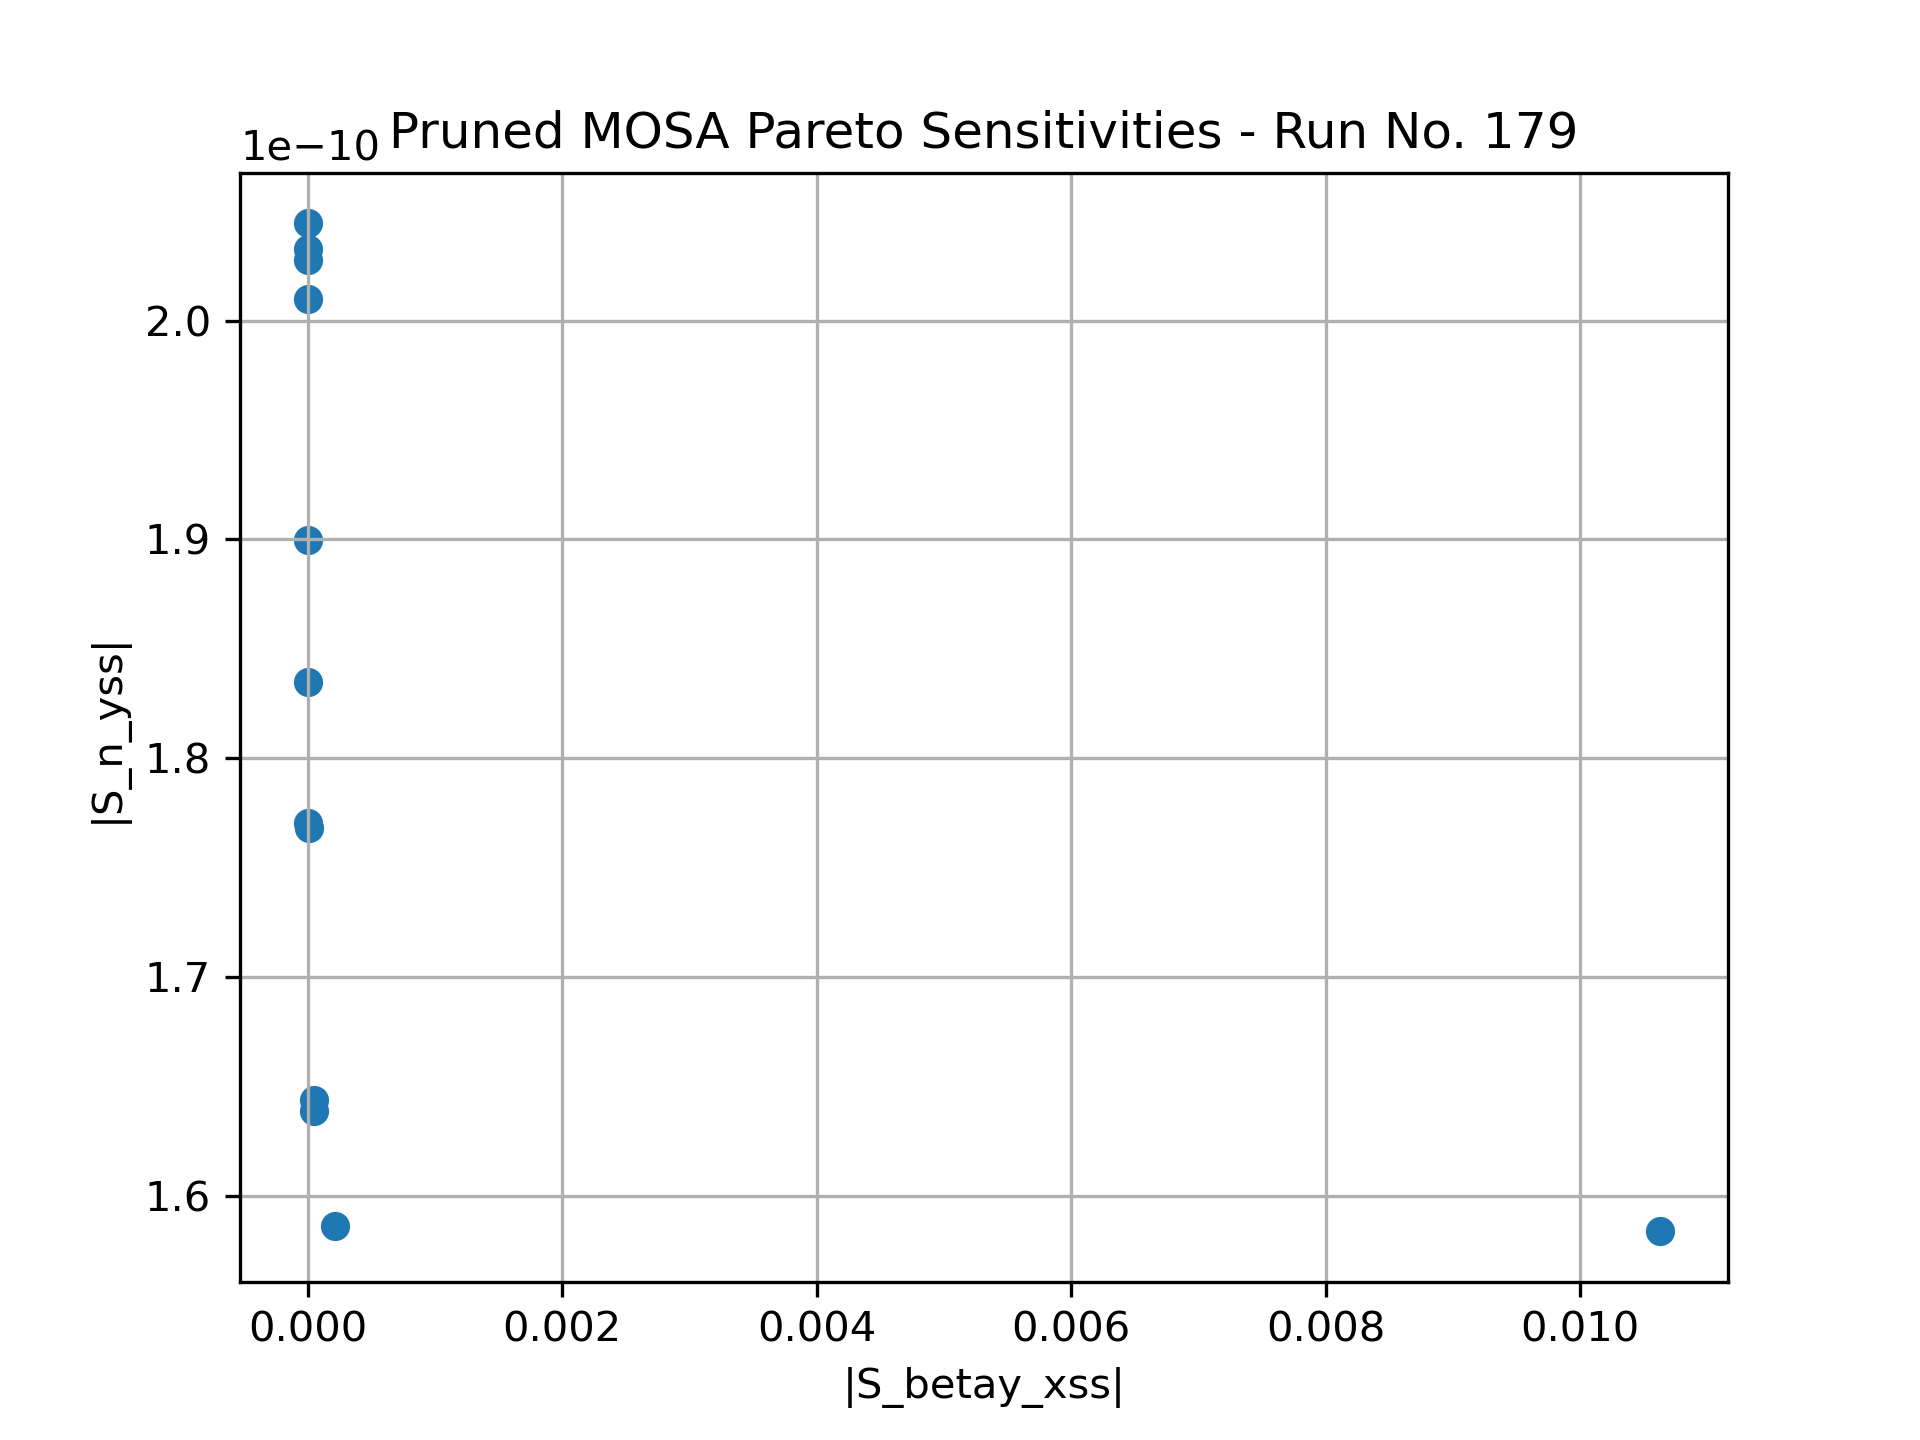 1e−10 Pruned MOSA Pareto Sensitivities - Run No. 179
2.0
1.9
1.8
1.7
1.6
|S_n_yss|
0.000 0.002 0.004 0.006 0.008 0.010
|S_betay_xss|